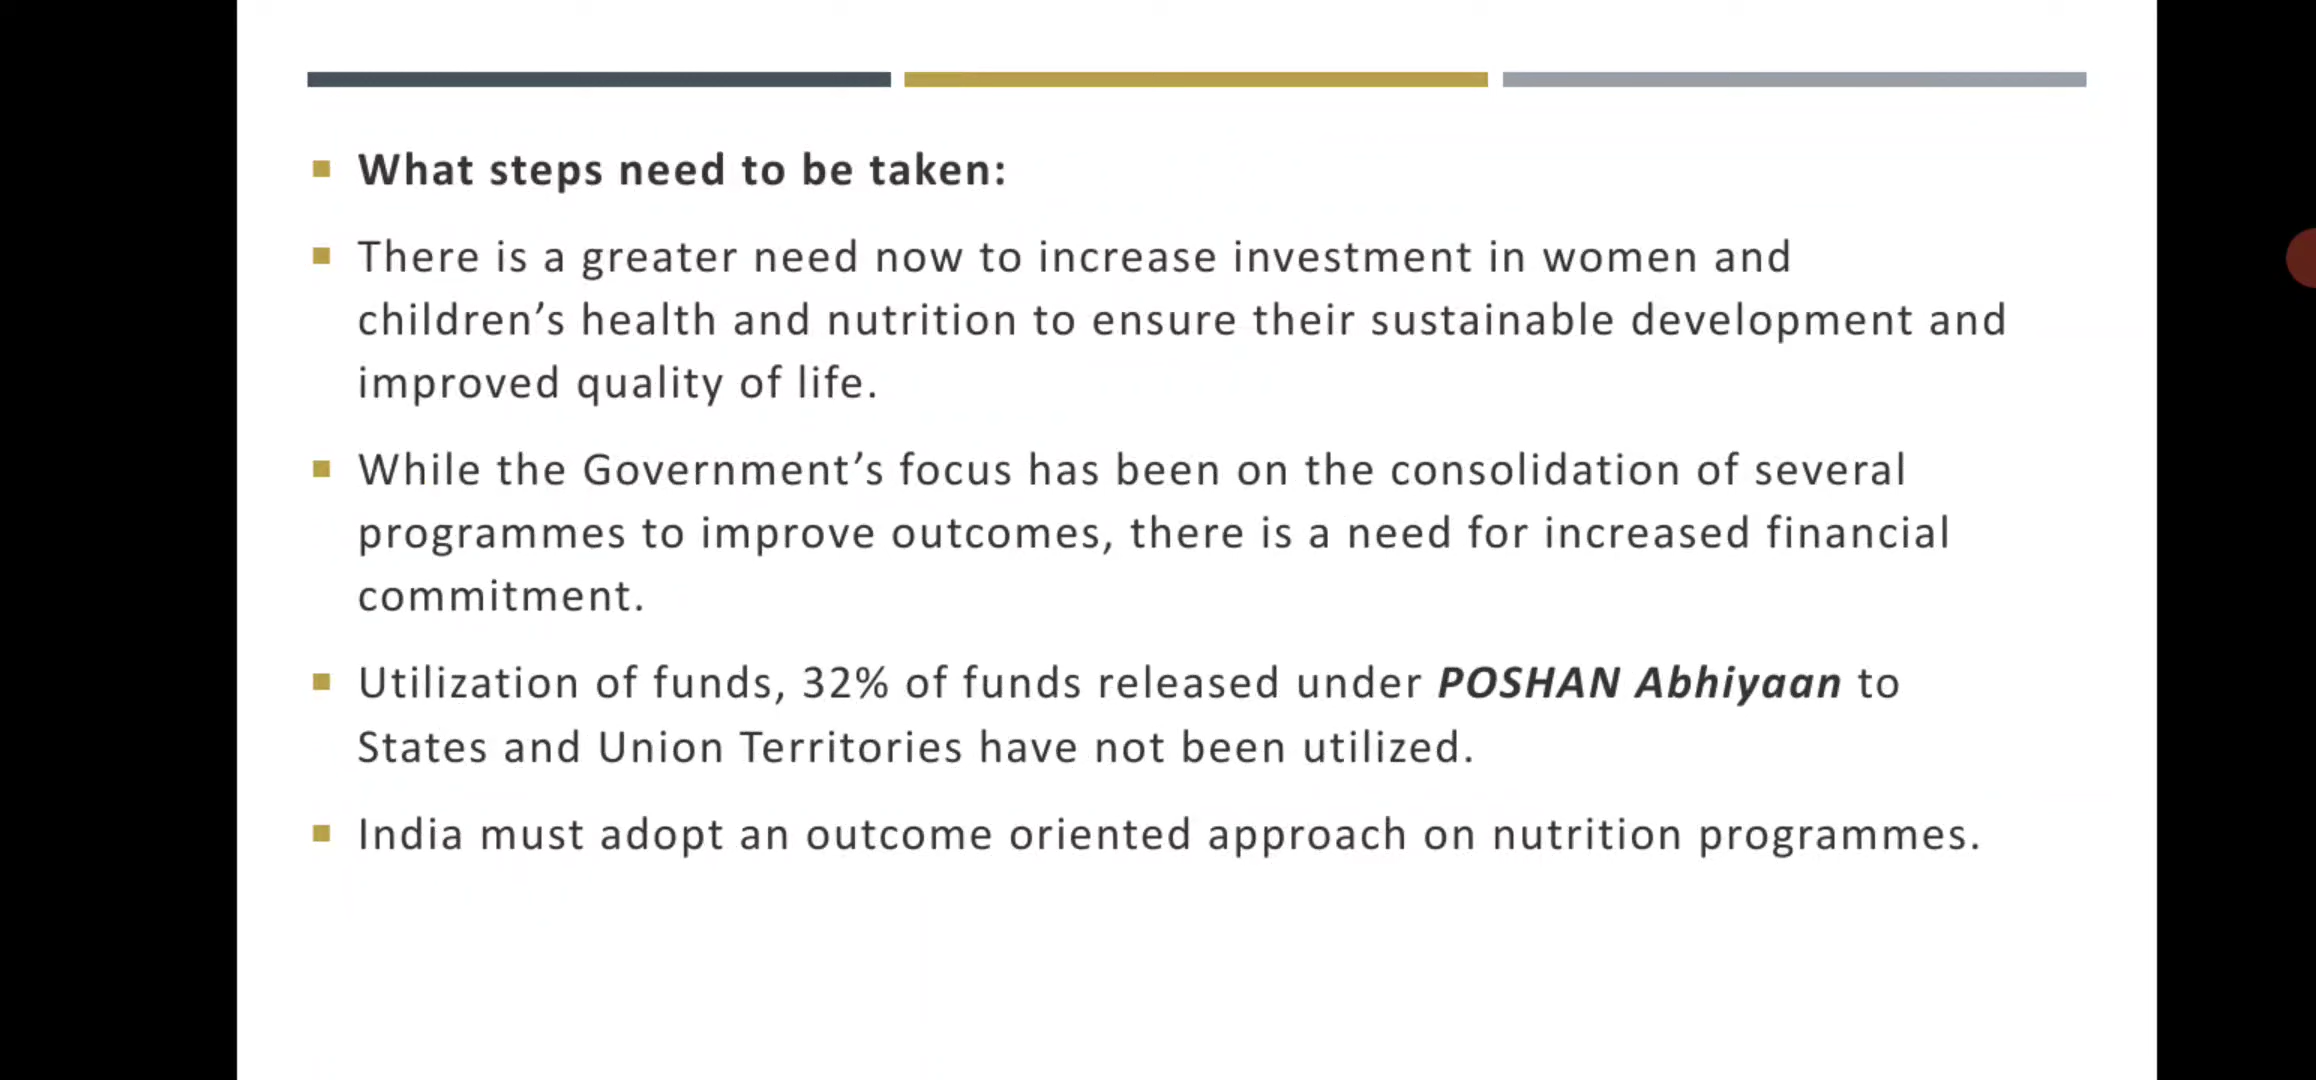 What steps need to be taken:
There is a greater need now to increase investment in women and
children’s health and nutrition to ensure their sustainable development and
improved quality of life.
While the Government’s focus has been on the consolidation of several
programmes to improve outcomes, there is a need for increased financial
commitment.
Utilization of funds, 32% of funds released under POSHAN Abhiyaan to
States and Union Territories have not been utilized.
India must adopt an outcome oriented approach on nutrition programmes.